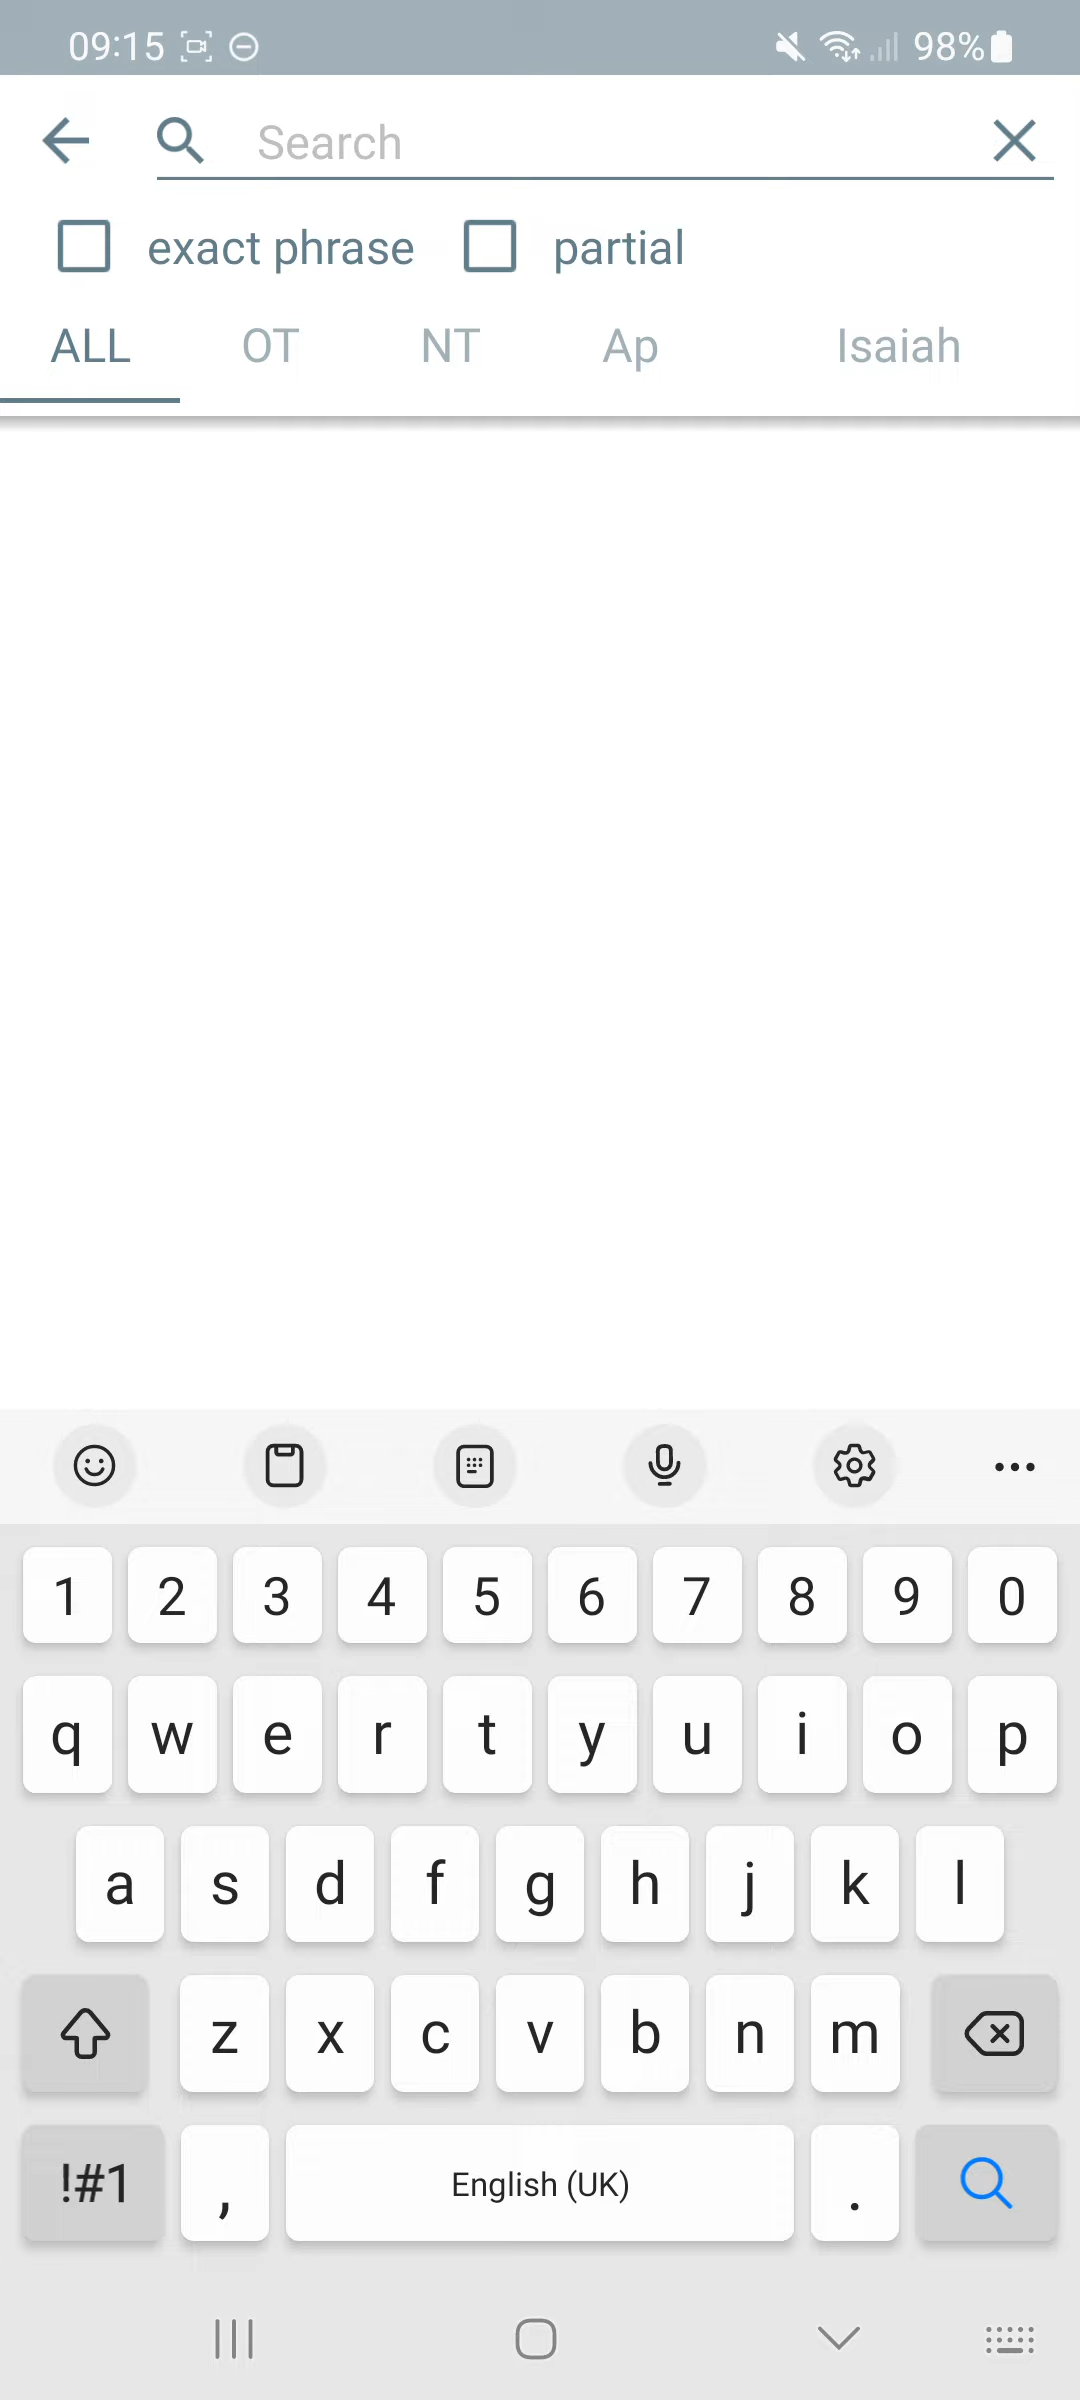 09:15 98%
Search
exact phrase partial
ALL OT NT Ap Isaiah
1 2 3 4 5 6 7 8 9 0
q w e r t y u i o p
a s d f g h j k l
z x c v b n m
!#1 , English (UK) .